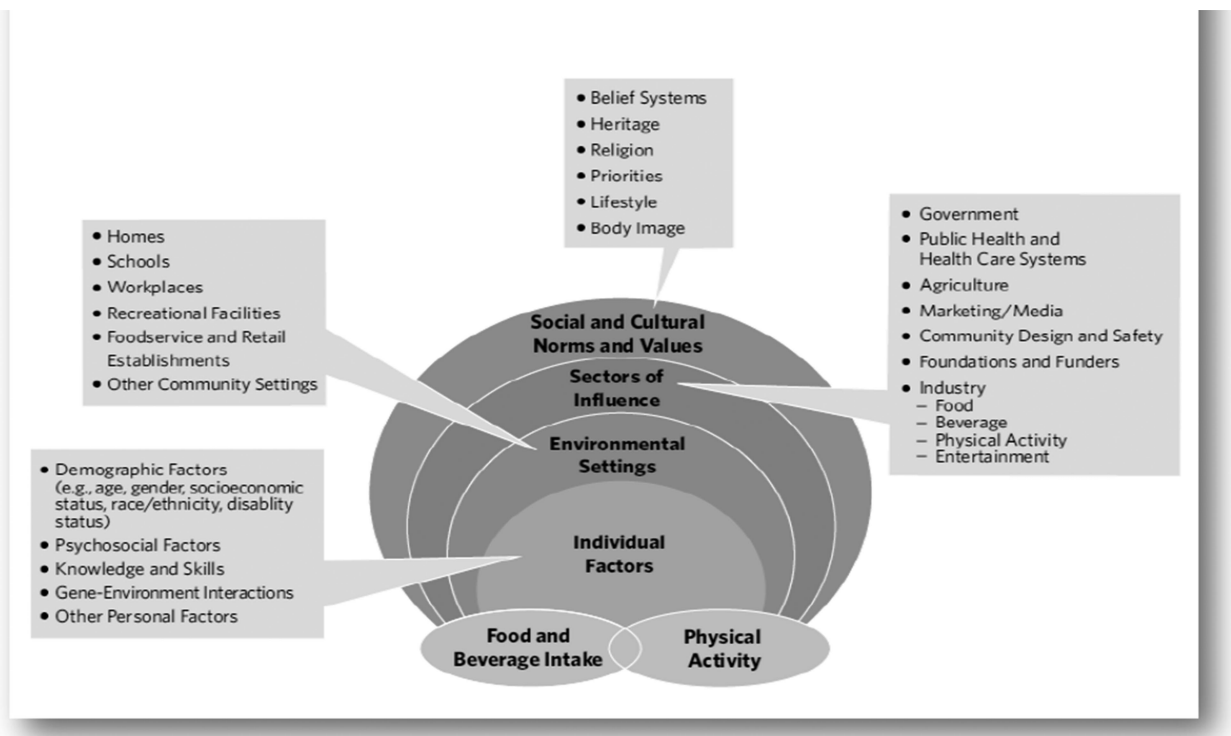 • Belief Systems
• Heritage
• Religion
• Priorities
• Lifestyle
• Body Image
• Homes
• Schools
• Workplaces
• Recreational Facilities
• Foodservice and Retail
Establishments
• Other Community Settings
• Government
• Public Health and
Health Care Systems
• Agriculture
• Marketing/Media
• Community Design and Safety
• Foundations and Funders
• Industry
– Food
– Beverage
– Physical Activity
– Entertainment
• Demographic Factors
(e.g., age, gender, socioeconomic
status, race/ethnicity, disablity
status)
• Psychosocial Factors
• Knowledge and Skills
• Gene-Environment Interactions
• Other Personal Factors
Social and Cultural
Norms and Values
Sectors of
Influence
Environmental
Settings
Individual
Factors
Food and
Beverage Intake
Physical
Activity